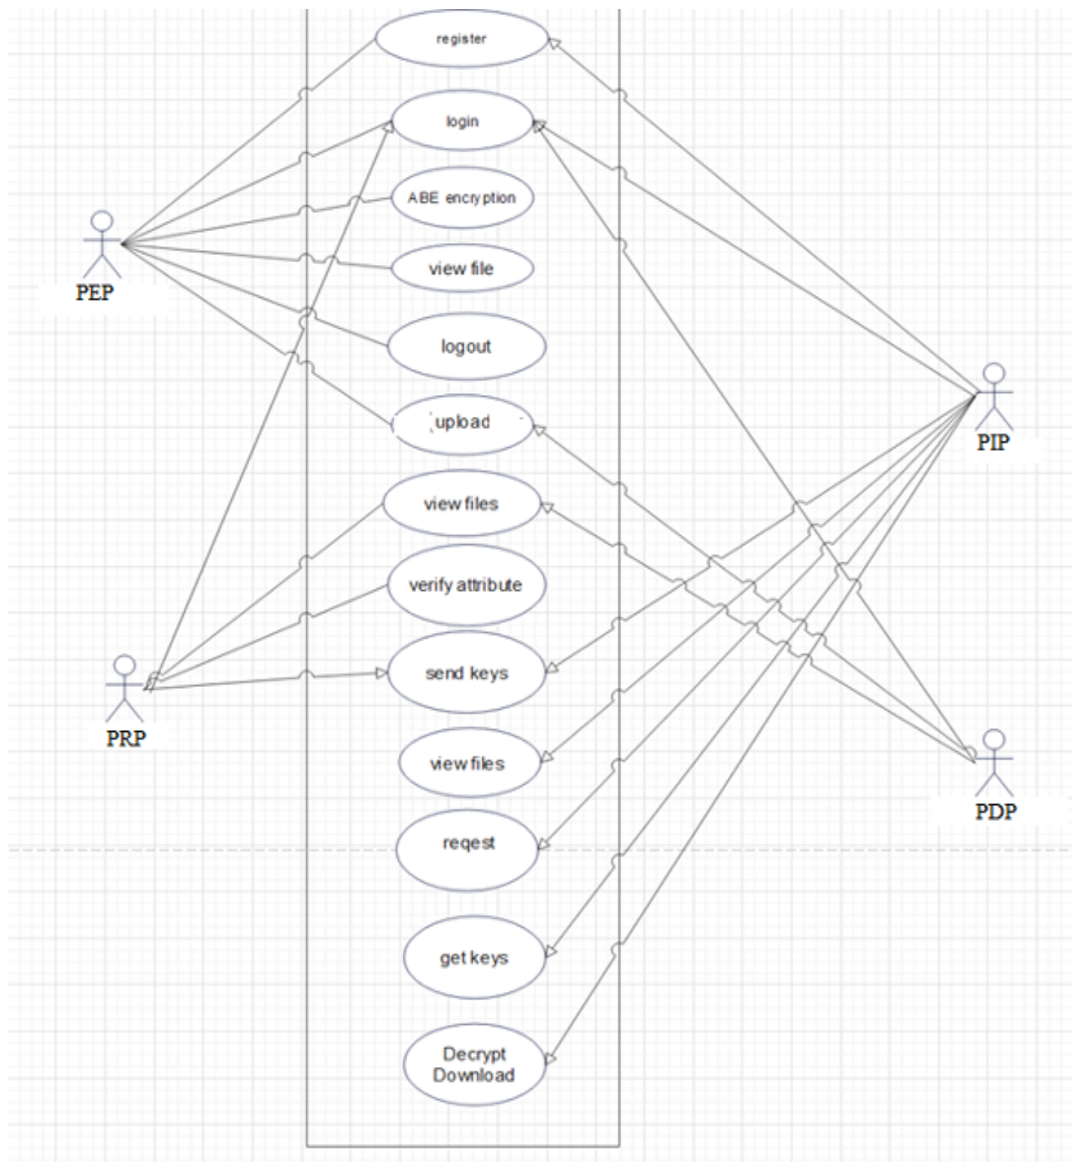 register
login
ABE encryption
view file
PEP
logout
upload
PIP
view files
verify attribute
send keys
PRP
view files
PDP
reqest
get keys
Decrypt
Download